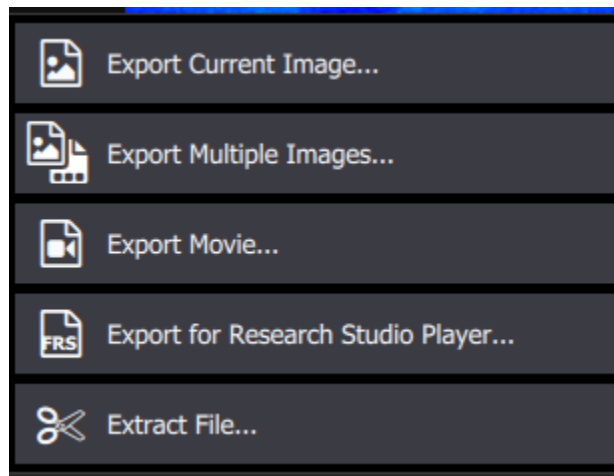 Export Current Image...
Export Multiple Images...
Export Movie...
FRS Export for Research Studio Player...
Extract File...